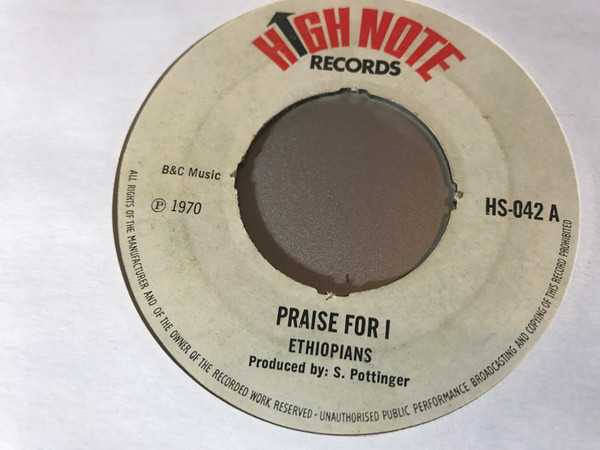 HIGH NOTE
RECORDS
B&C Music
℗ 1970
HS-042 A
PRAISE FOR I
ETHIOPIANS
Produced by: S. Pottinger
ALL RIGHTS OF THE MANUFACTURER AND OF THE OWNER OF THE RECORDED WORK RESERVED - UNAUTHORISED PUBLIC PERFORMANCE BROADCASTING AND COPYING OF THIS RECORD PROHIBITED